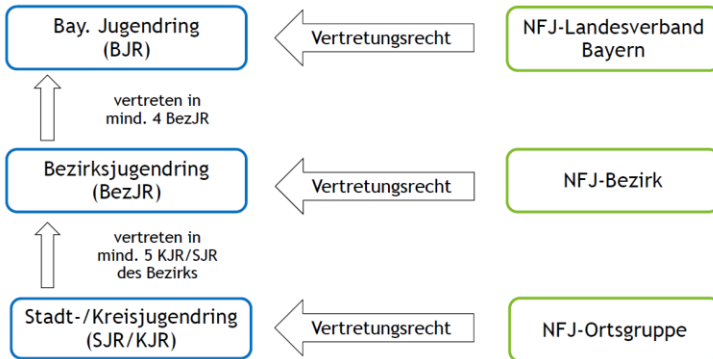 Bay. Jugendring
(BJR)
Vertretungsrecht
NFJ-Landesverband
Bayern
vertreten in
mind. 4 BezJR
Bezirksjugendring
(BezJR)
Vertretungsrecht
NFJ-Bezirk
vertreten in
mind. 5 KJR/SJR
des Bezirks
Stadt-/Kreisjugendring
(SJR/KJR)
Vertretungsrecht
NFJ-Ortsgruppe